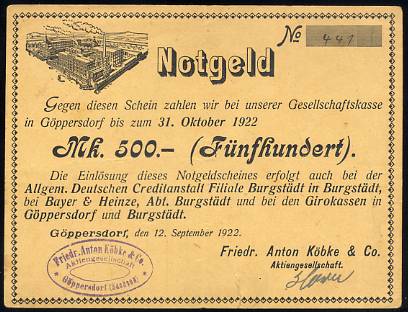 № 441
Notgeld
Gegen diesen Schein zahlen wir bei unserer Gesellschaftskasse
in Göppersdorf bis zum 31. Oktober 1922
Mk. 500.— (Fünfhundert).
Die Einlösung dieses Notgeldscheines erfolgt auch bei der
Allgem. Deutschen Creditanstalt Filiale Burgstädt in Burgstädt,
bei Bayer & Heinze, Abt. Burgstädt und bei den Girokassen in
Göppersdorf und Burgstädt.
Göppersdorf, den 12. September 1922.
Friedr. Anton Köbke & Co.
Aktiengesellschaft.
Friedr. Anton Köbke & Co.
Aktiengesellschaft
Göppersdorf (Sachsen)